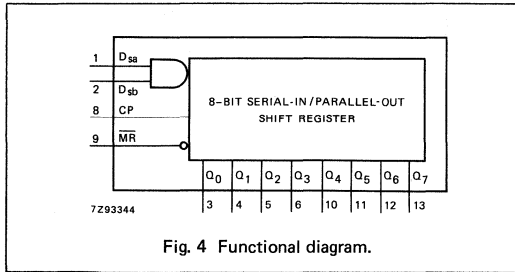 1 Dsa
2 Dsb
8 CP
9 M̅R̅
8-BIT SERIAL-IN/PARALLEL-OUT
SHIFT REGISTER
Q0 Q1 Q2 Q3 Q4 Q5 Q6 Q7
3 4 5 6 10 11 12 13
7Z93344
Fig. 4 Functional diagram.